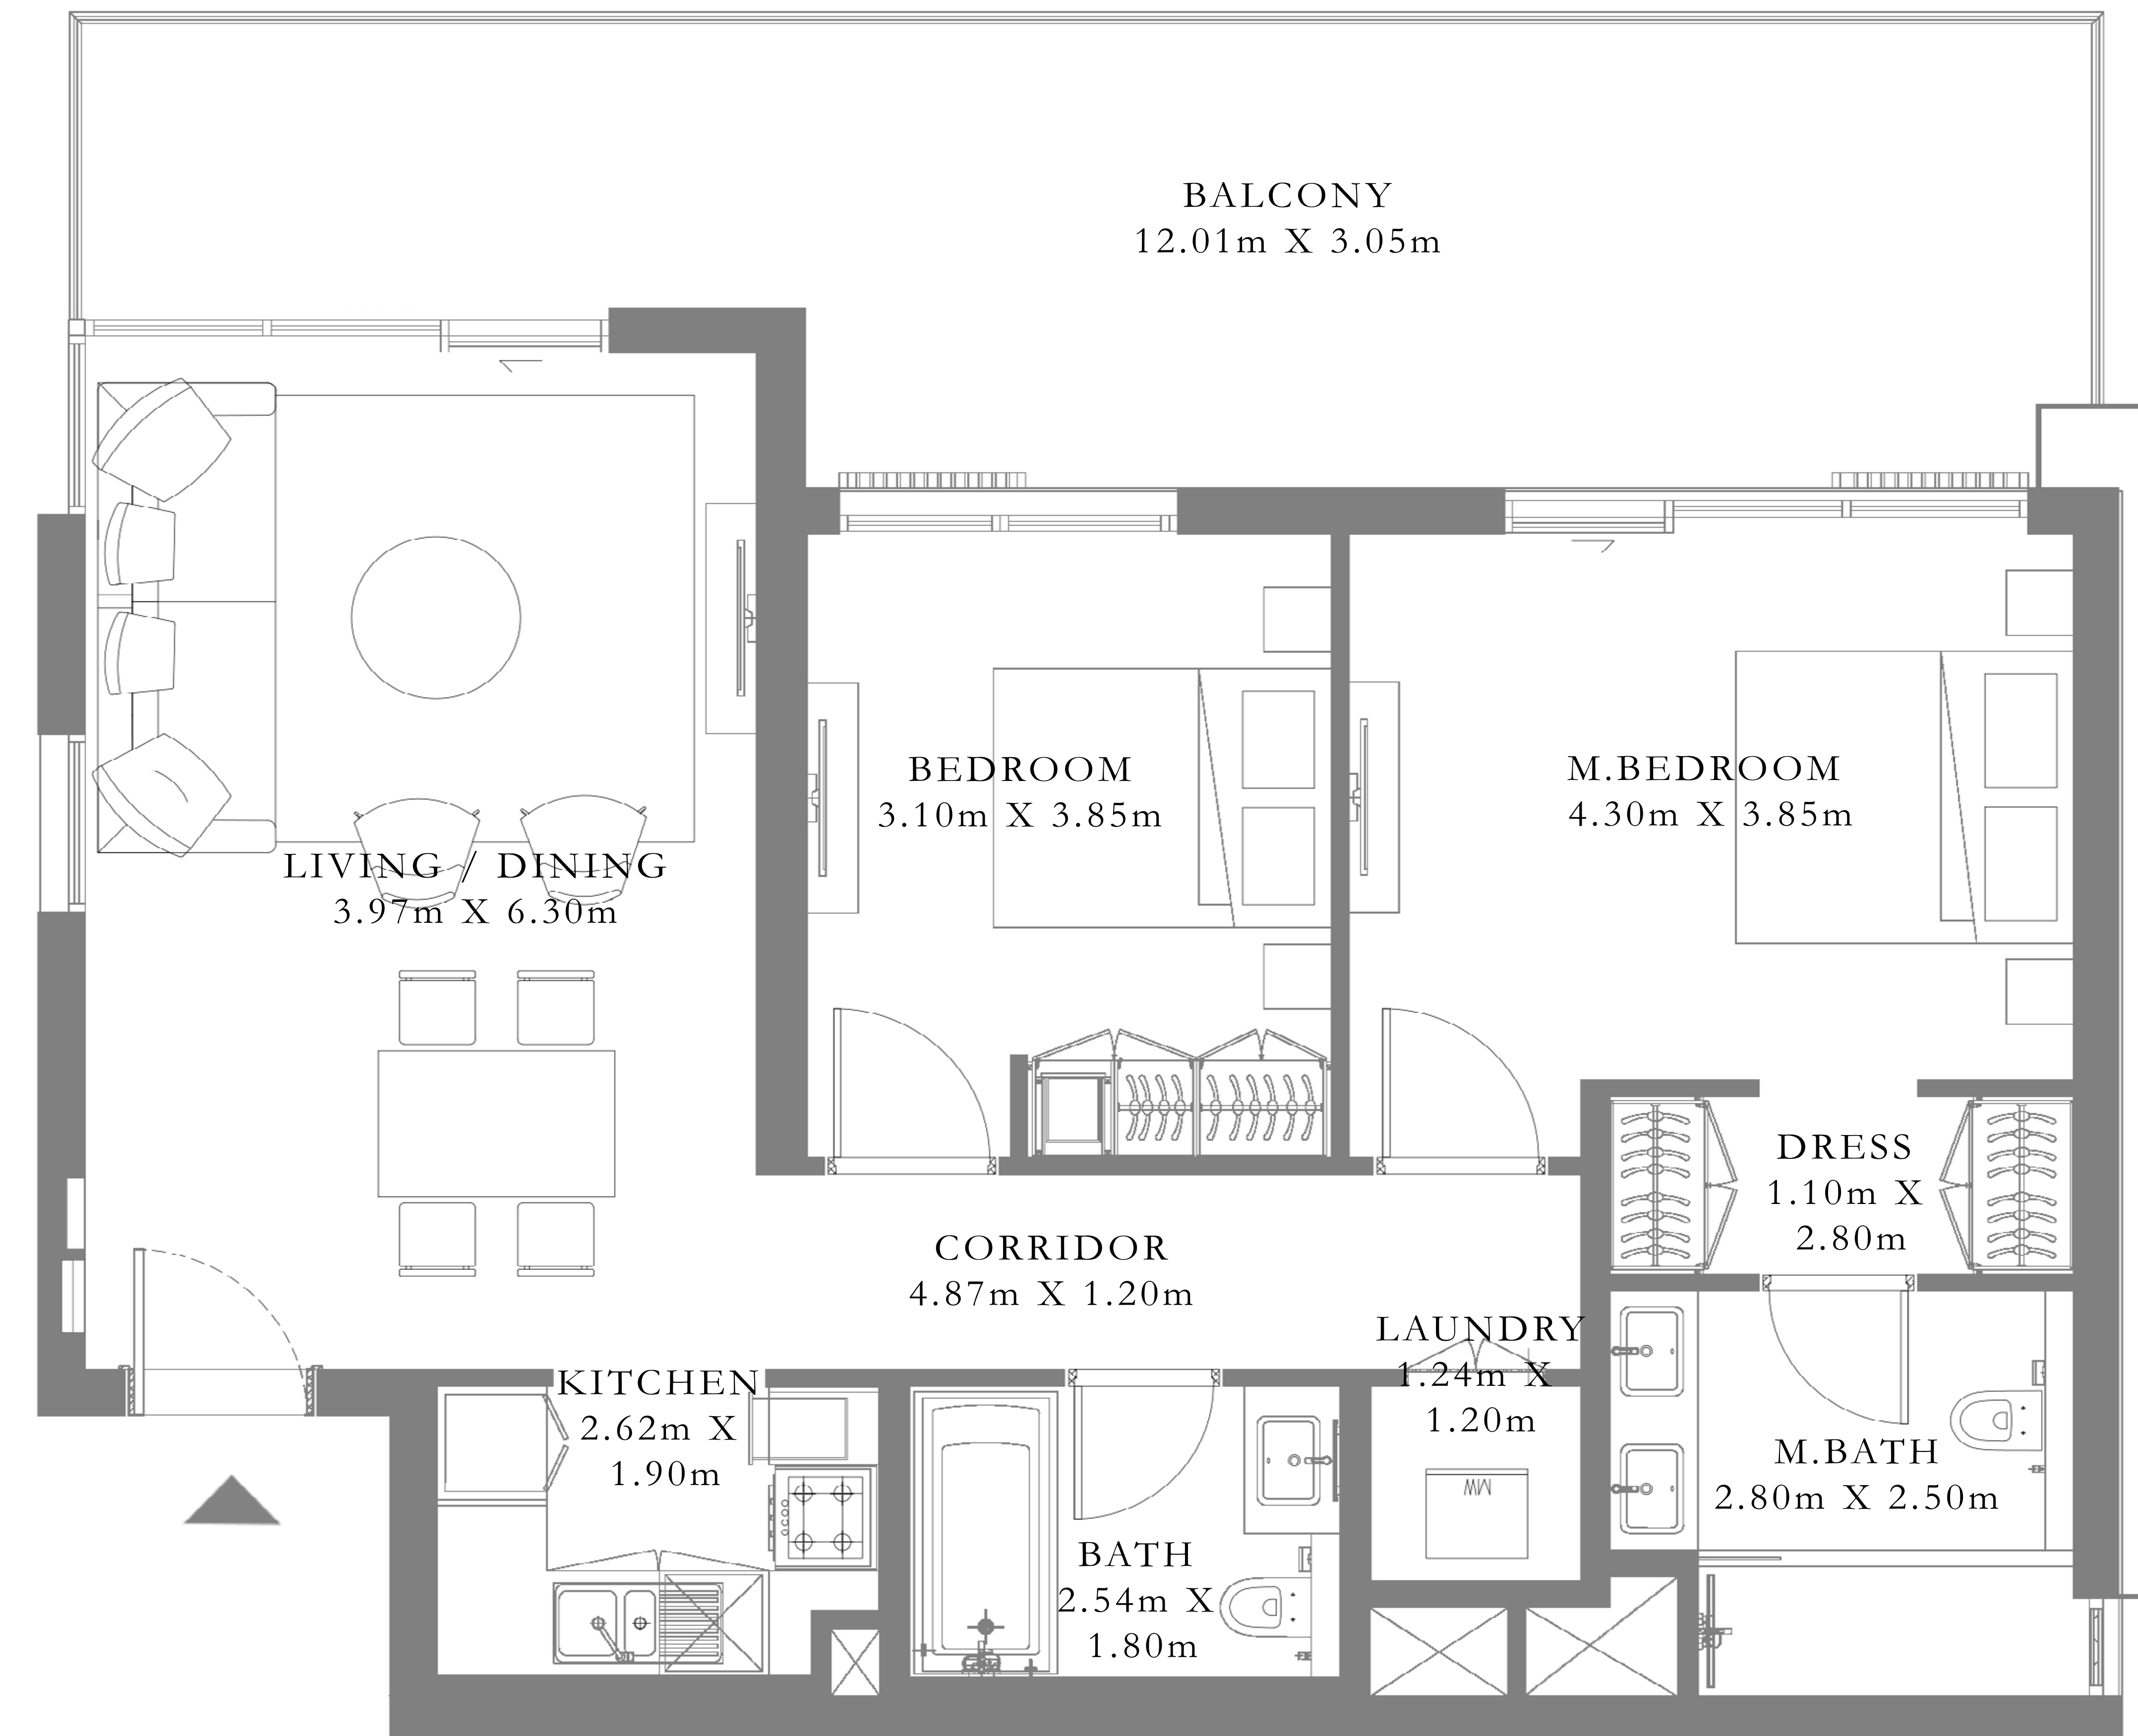 BALCONY
12.01m X 3.05m
BEDROOM
3.10m X 3.85m
M.BEDROOM
4.30m X 3.85m
LIVING / DINING
3.97m X 6.30m
DRESS
1.10m X
2.80m
CORRIDOR
4.87m X 1.20m
LAUNDRY
1.24m X
1.20m
KITCHEN
2.62m X
1.90m
M.BATH
2.80m X 2.50m
MW
BATH
2.54m X
1.80m